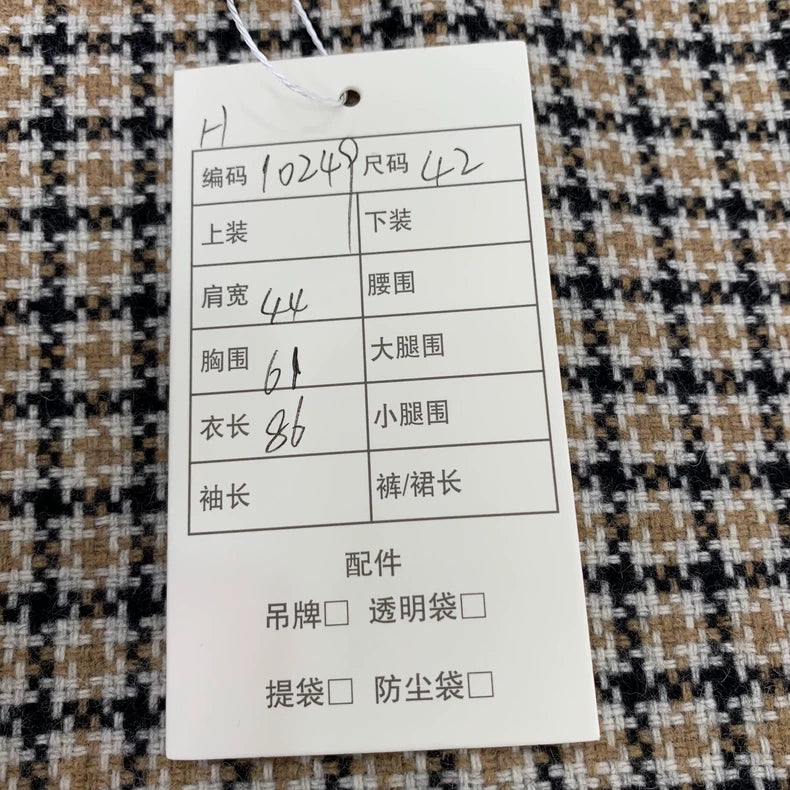 H
编码 10249 尺码 42
上装 下装
肩宽 44 腰围
胸围 61 大腿围
衣长 86 小腿围
袖长 裤/裙长
配件
吊牌□ 透明袋□
提袋□ 防尘袋□